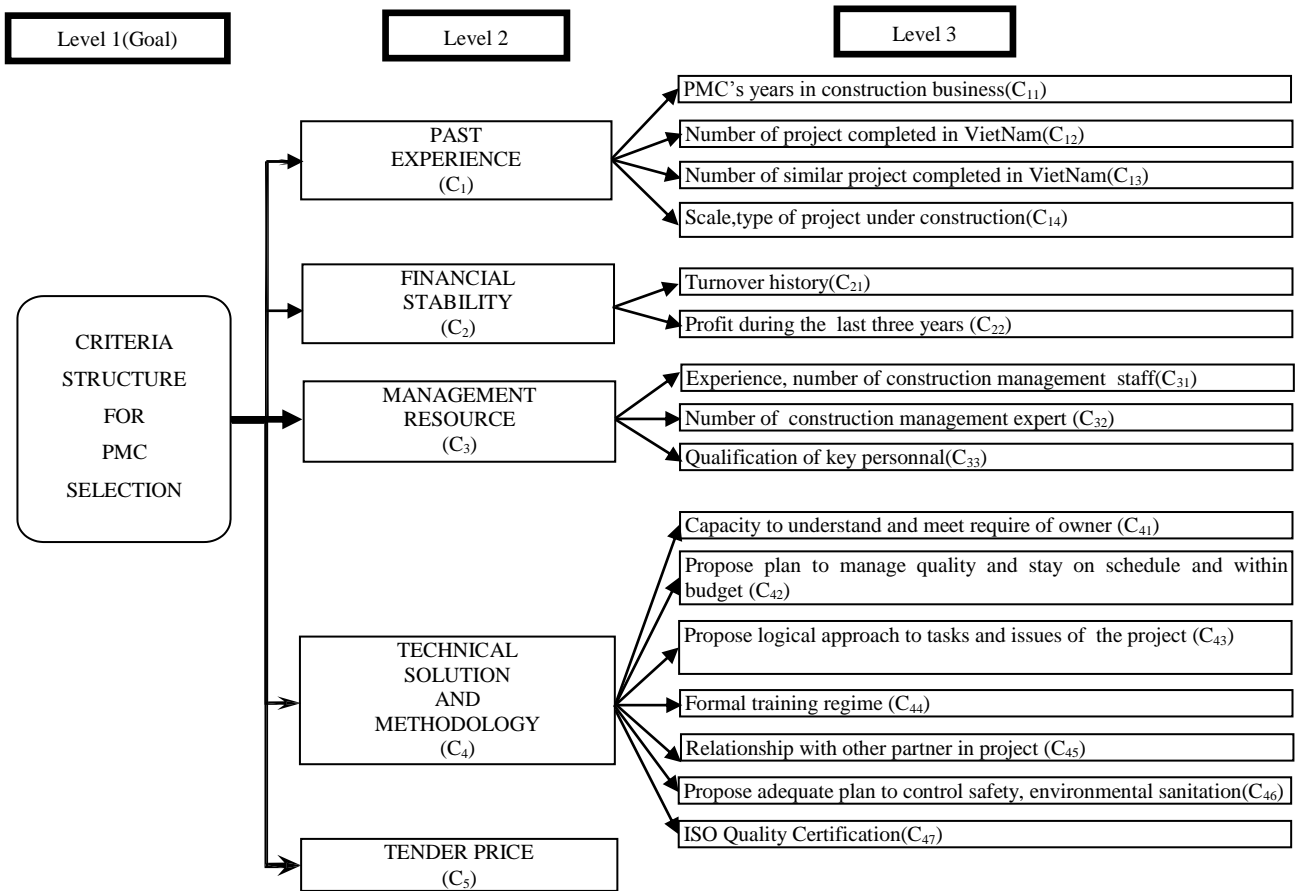 Level 1(Goal)
Level 2
Level 3
CRITERIA
STRUCTURE
FOR
PMC
SELECTION
PAST
EXPERIENCE
(C₁)
PMC's years in construction business(C₁₁)
Number of project completed in VietNam(C₁₂)
Number of similar project completed in VietNam(C₁₃)
Scale,type of project under construction(C₁₄)
FINANCIAL
STABILITY
(C₂)
Turnover history(C₂₁)
Profit during the last three years (C₂₂)
MANAGEMENT
RESOURCE
(C₃)
Experience, number of construction management staff(C₃₁)
Number of construction management expert (C₃₂)
Qualification of key personnal(C₃₃)
TECHNICAL
SOLUTION
AND
METHODOLOGY
(C₄)
Capacity to understand and meet require of owner (C₄₁)
Propose plan to manage quality and stay on schedule and within
budget (C₄₂)
Propose logical approach to tasks and issues of the project (C₄₃)
Formal training regime (C₄₄)
Relationship with other partner in project (C₄₅)
Propose adequate plan to control safety, environmental sanitation(C₄₆)
ISO Quality Certification(C₄₇)
TENDER PRICE
(C₅)